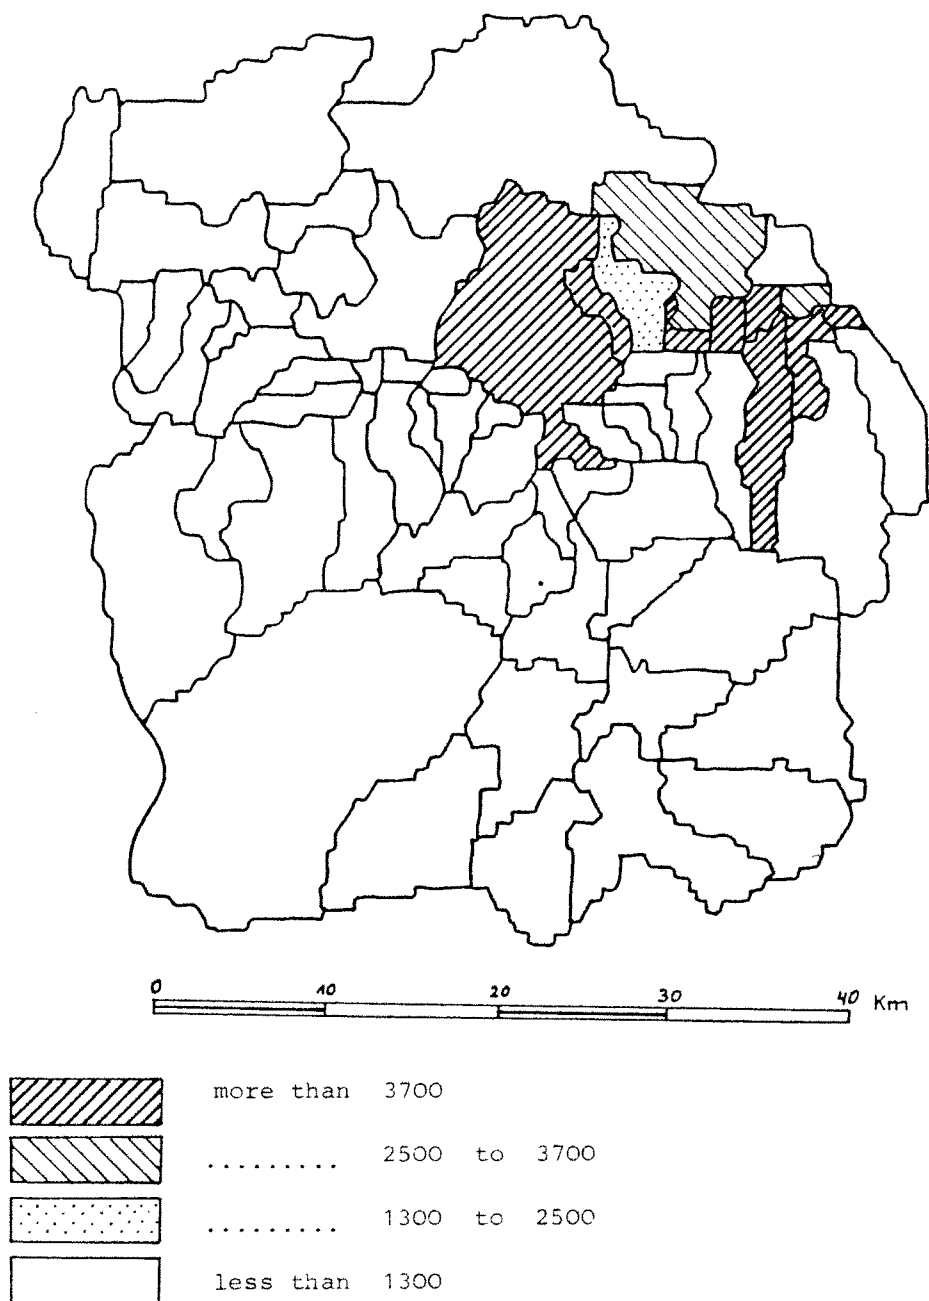 0 10 20 30 40 Km
more than 3700
......... 2500 to 3700
......... 1300 to 2500
less than 1300